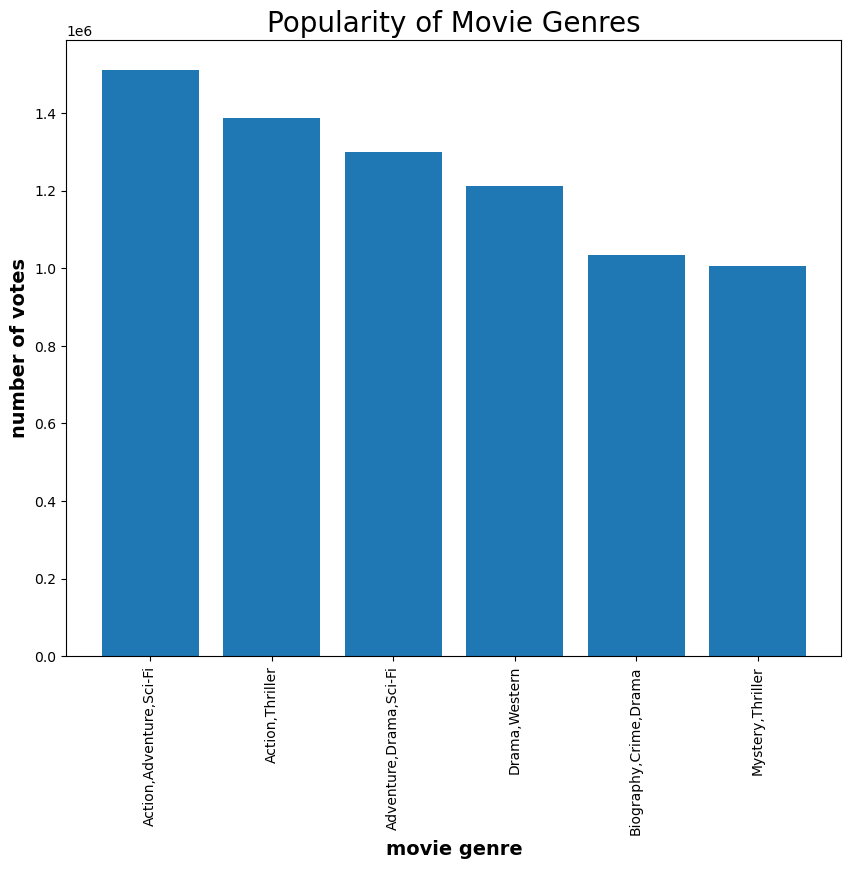 Popularity of Movie Genres
1e6
1.4
1.2
1.0
0.8
0.6
0.4
0.2
0.0
number of votes
Action,Adventure,Sci-Fi
Action,Thriller
Adventure,Drama,Sci-Fi
Drama,Western
Biography,Crime,Drama
Mystery,Thriller
movie genre